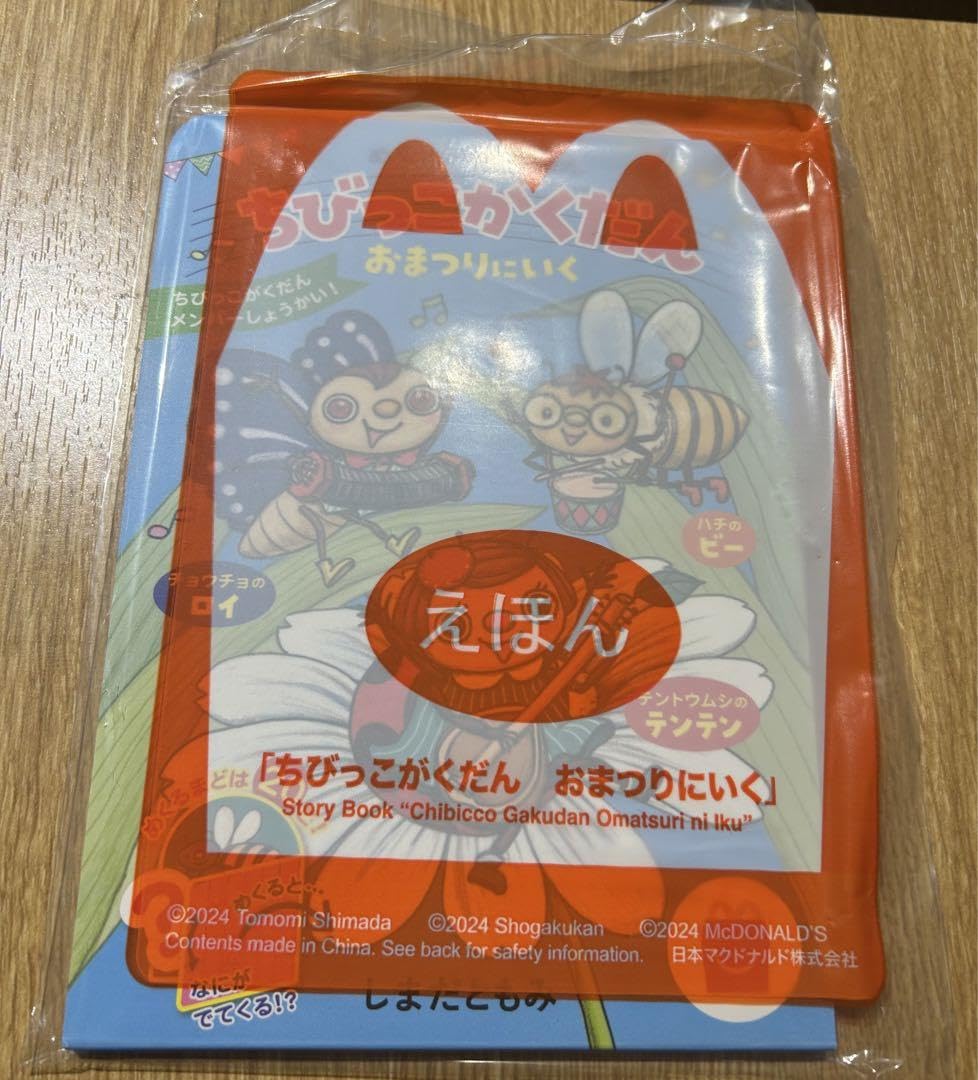 ちびっこがくだん
おまつりにいく
ちびっこがくだん
メンバーしょうかい！
ハチの
ビー
チョウチョの
ロイ
えほん
テントウムシの
テンテン
「ちびっこがくだん　おまつりにいく」
Story Book “Chibicco Gakudan Omatsuri ni Iku”
めくるまどは
めくると…
©2024 Tomomi Shimada ©2024 Shogakukan ©2024 McDONALD'S
Contents made in China. See back for safety information. 日本マクドナルド株式会社
なにが
でてくる!?
しまだともみ